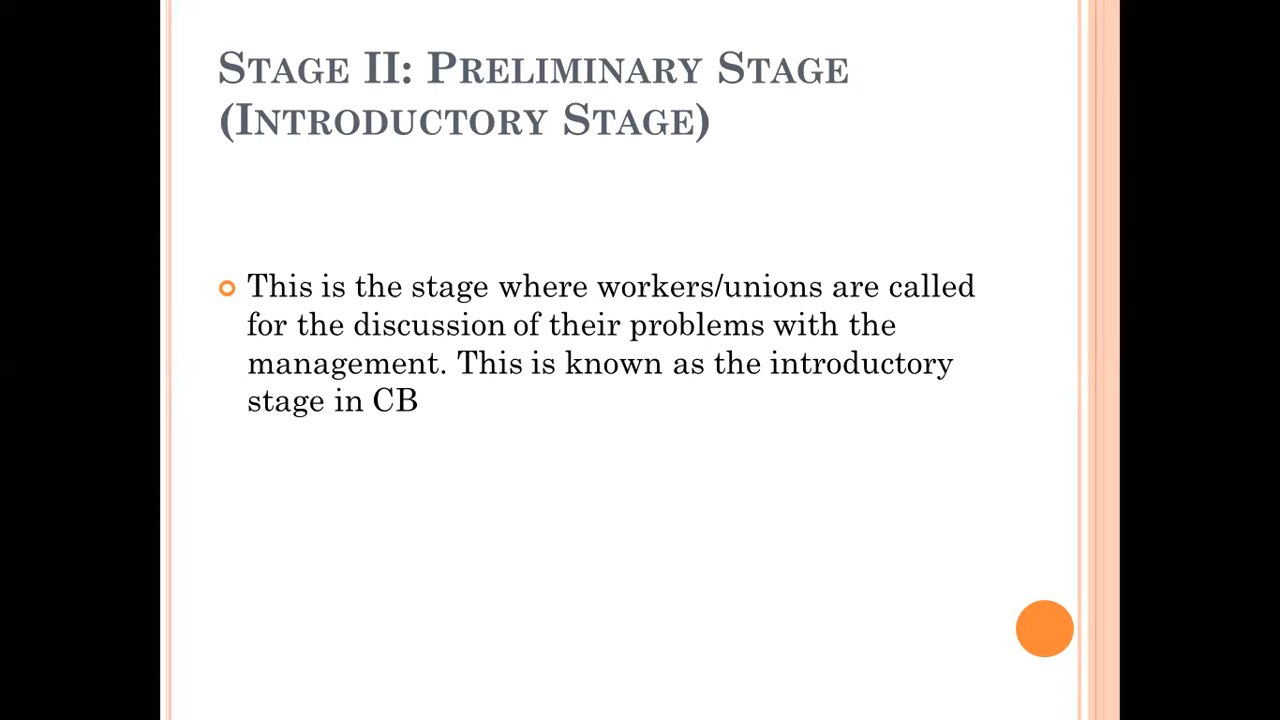 Stage II: Preliminary Stage
(Introductory Stage)
This is the stage where workers/unions are called
for the discussion of their problems with the
management. This is known as the introductory
stage in CB